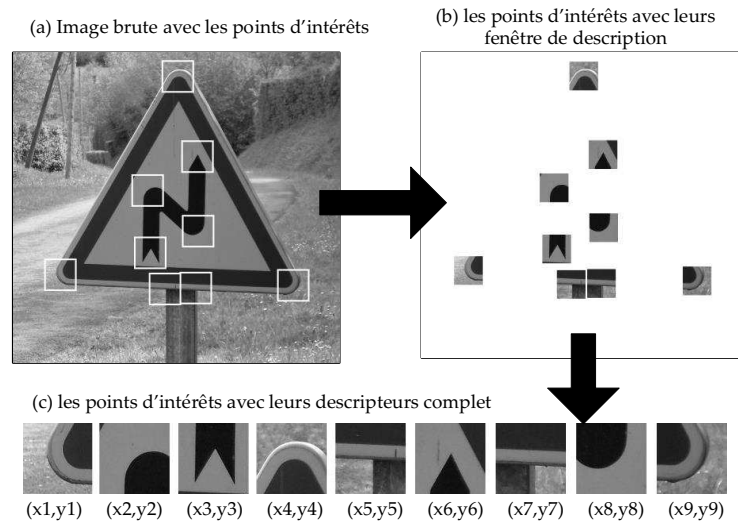 (a) Image brute avec les points d'intérêts
(b) les points d'intérêts avec leurs
fenêtre de description
(c) les points d'intérêts avec leurs descripteurs complet
(x1,y1) (x2,y2) (x3,y3) (x4,y4) (x5,y5) (x6,y6) (x7,y7) (x8,y8) (x9,y9)